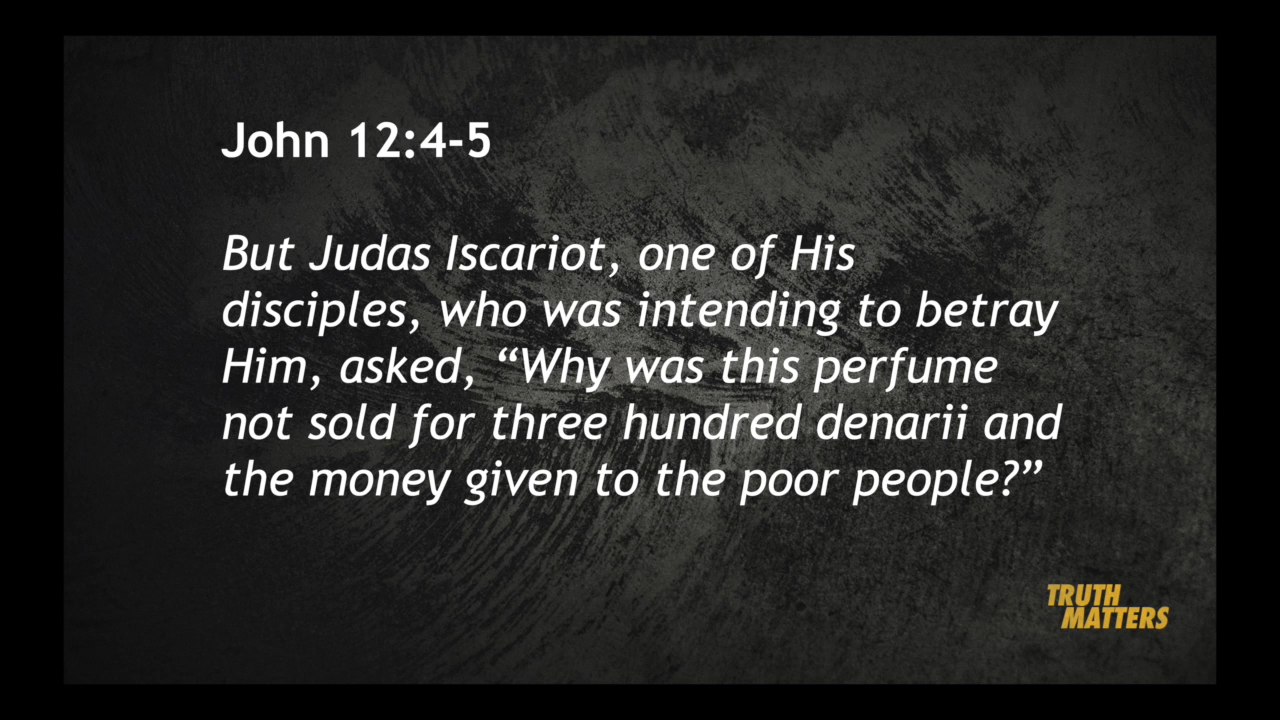 John 12:4-5
But Judas Iscariot, one of His
disciples, who was intending to betray
Him, asked, “Why was this perfume
not sold for three hundred denarii and
the money given to the poor people?”
TRUTH
MATTERS